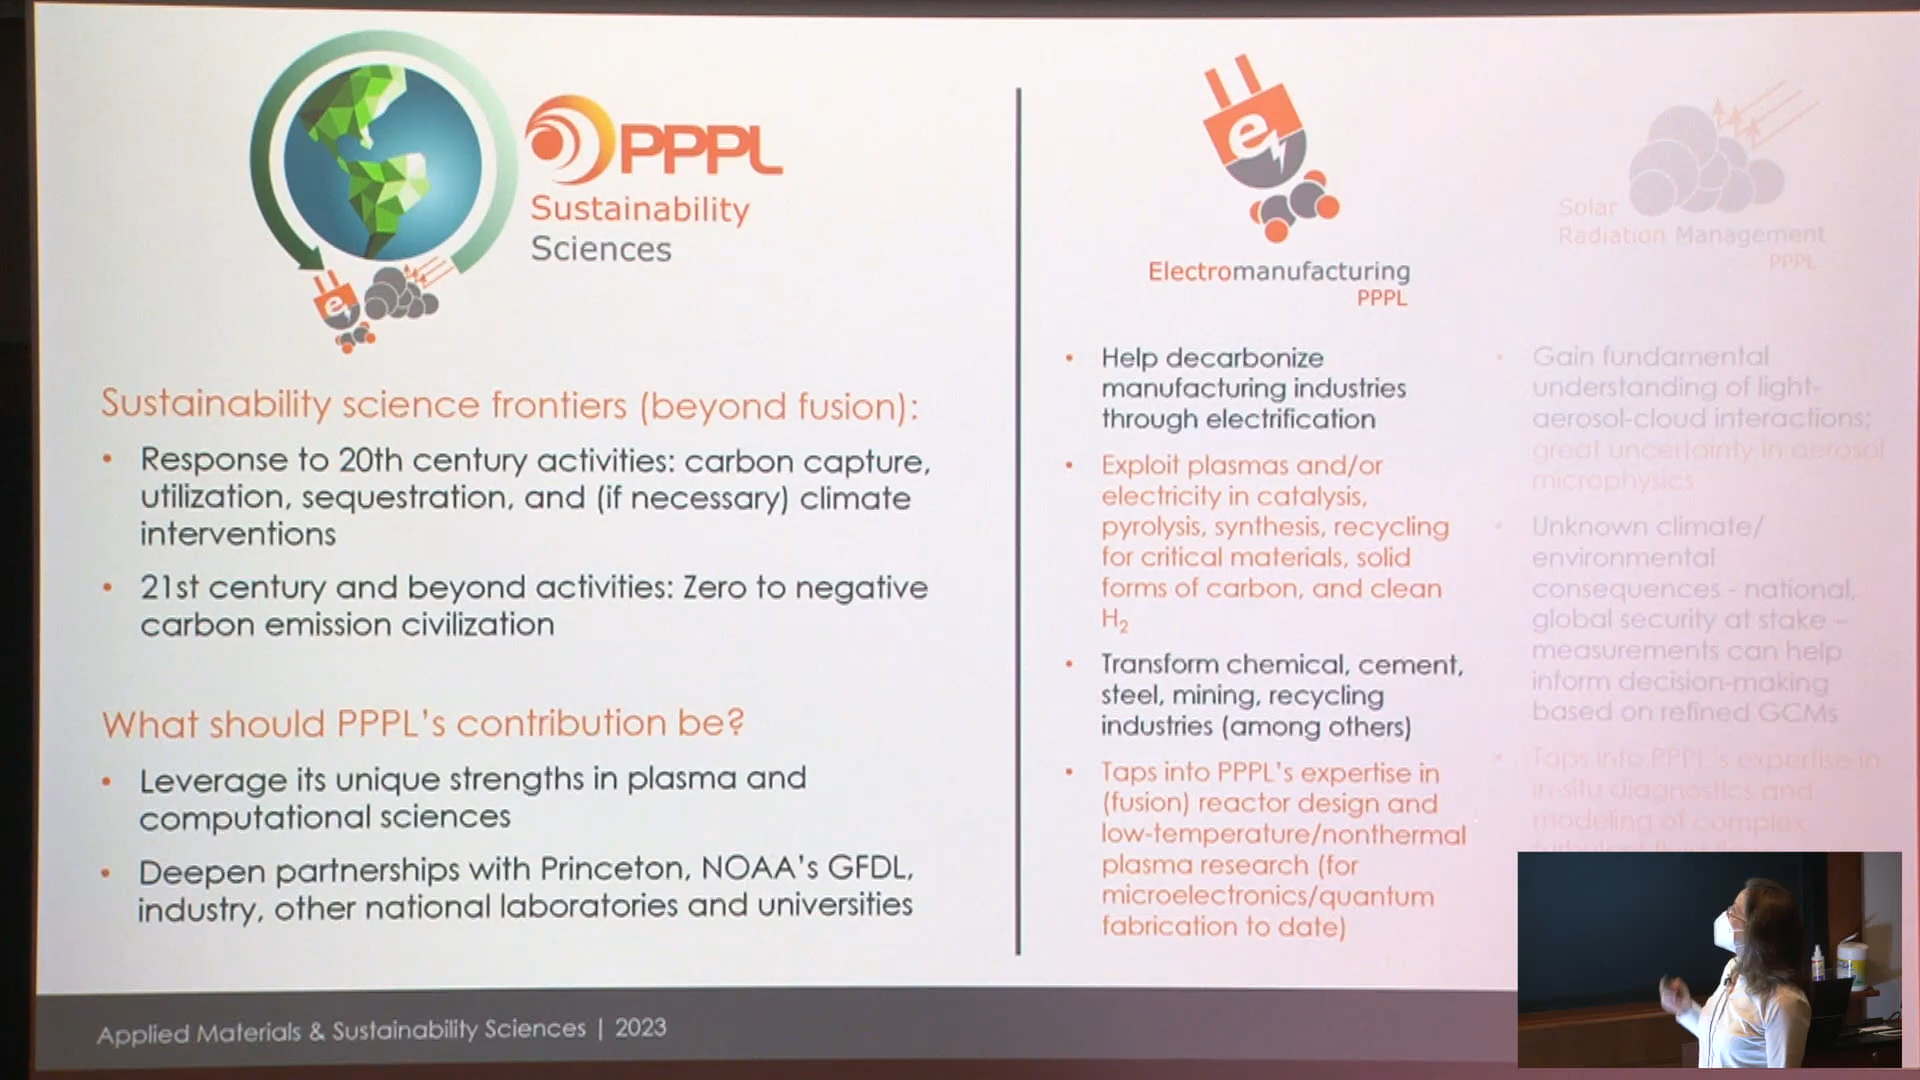 PPPL
Sustainability
Sciences
e
Sustainability science frontiers (beyond fusion):
• Response to 20th century activities: carbon capture,
utilization, sequestration, and (if necessary) climate
interventions
• 21st century and beyond activities: Zero to negative
carbon emission civilization
What should PPPL's contribution be?
• Leverage its unique strengths in plasma and
computational sciences
• Deepen partnerships with Princeton, NOAA's GFDL,
industry, other national laboratories and universities
e
Electromanufacturing
PPPL
• Help decarbonize
manufacturing industries
through electrification
• Exploit plasmas and/or
electricity in catalysis,
pyrolysis, synthesis, recycling
for critical materials, solid
forms of carbon, and clean
H₂
• Transform chemical, cement,
steel, mining, recycling
industries (among others)
• Taps into PPPL's expertise in
(fusion) reactor design and
low-temperature/nonthermal
plasma research (for
microelectronics/quantum
fabrication to date)
Solar
Radiation Management
PPPL
• Gain fundamental
understanding of light-
aerosol-cloud interactions;
great uncertainty in aerosol
microphysics
• Unknown climate/
environmental
consequences - national,
global security at stake –
measurements can help
inform decision-making
based on refined GCMs
• Taps into PPPL's expertise in
in-situ diagnostics and
modeling of complex
Applied Materials & Sustainability Sciences | 2023